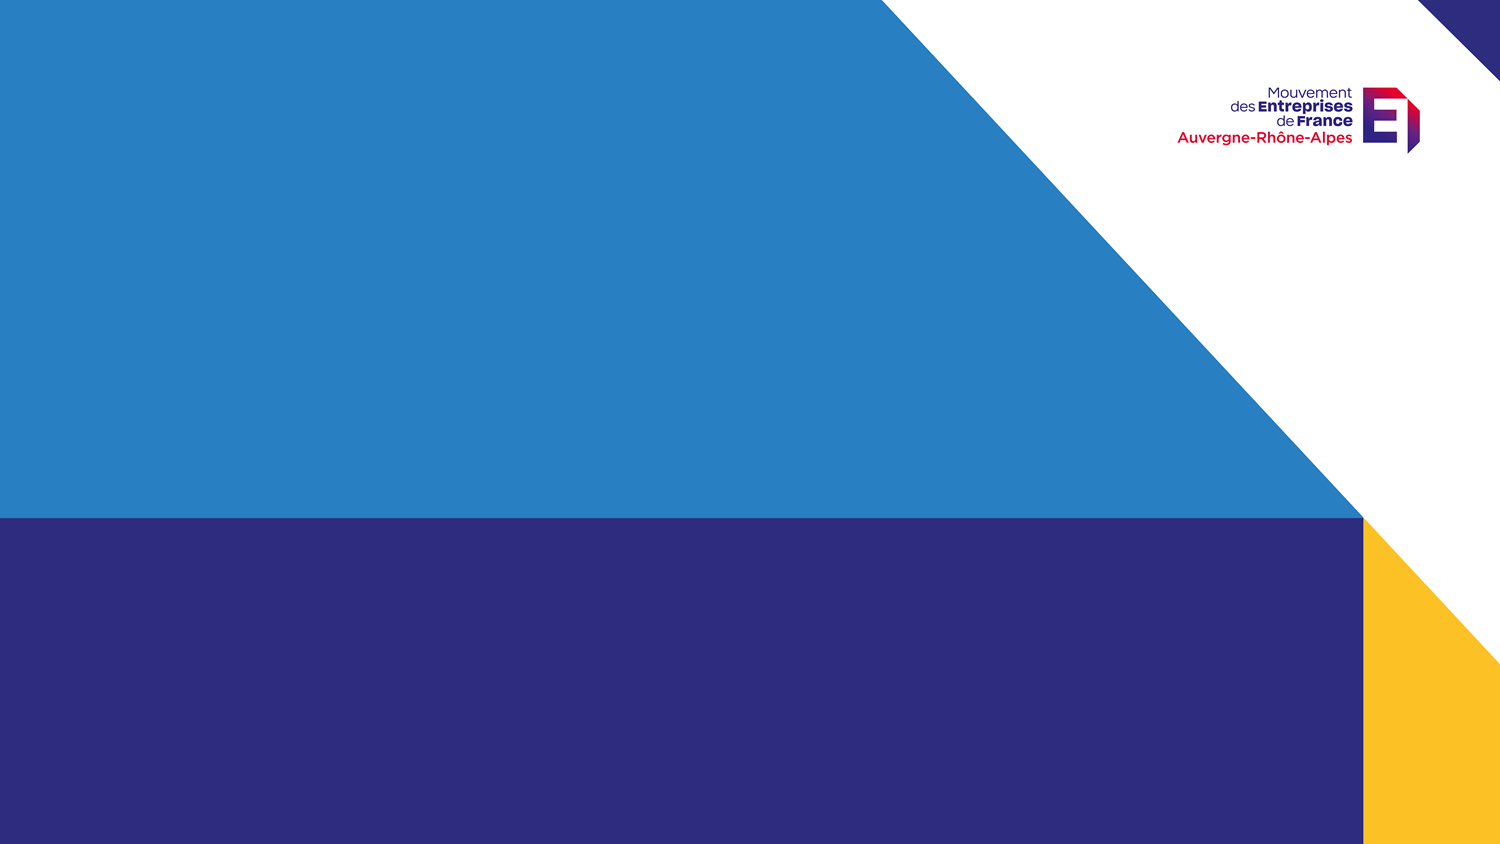 Mouvement
des Entreprises
de France
Auvergne-Rhône-Alpes